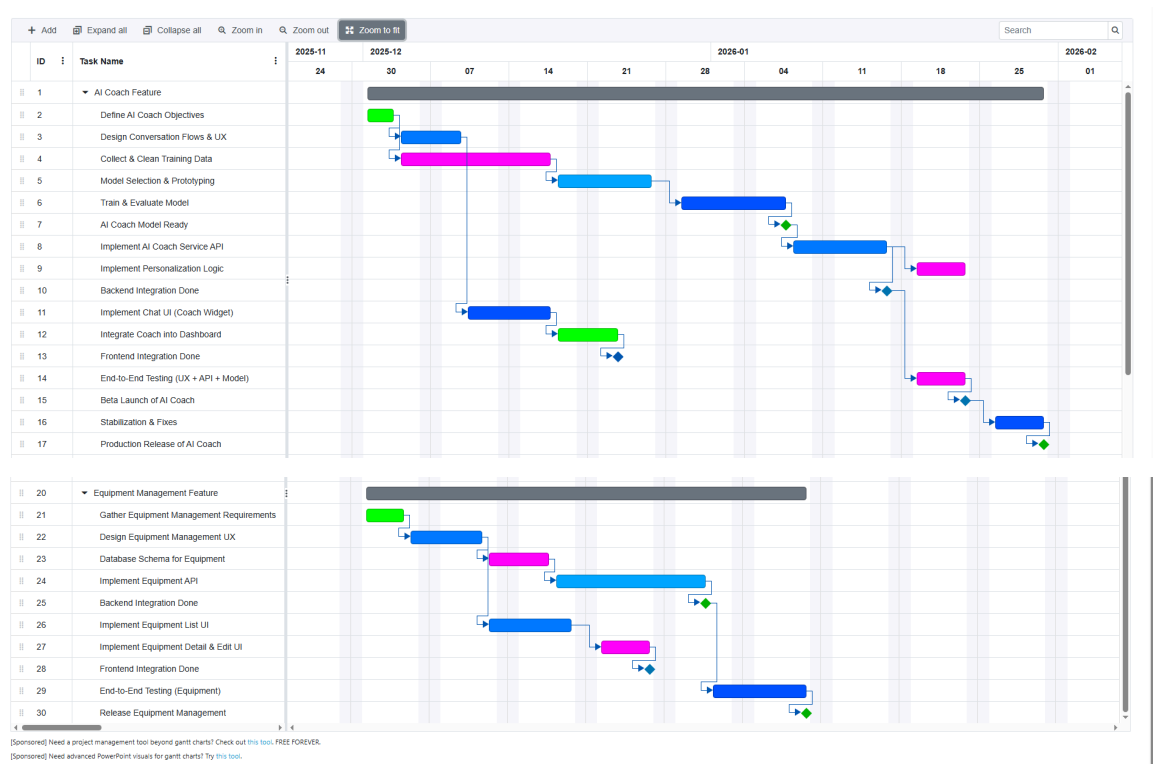 Add Expand all Collapse all Zoom in Zoom out Zoom to fit Search
ID Task Name 2025-11 2025-12 2026-01 2026-02
24 30 07 14 21 28 04 11 18 25 01
1 AI Coach Feature
2 Define AI Coach Objectives
3 Design Conversation Flows & UX
4 Collect & Clean Training Data
5 Model Selection & Prototyping
6 Train & Evaluate Model
7 AI Coach Model Ready
8 Implement AI Coach Service API
9 Implement Personalization Logic
10 Backend Integration Done
11 Implement Chat UI (Coach Widget)
12 Integrate Coach into Dashboard
13 Frontend Integration Done
14 End-to-End Testing (UX + API + Model)
15 Beta Launch of AI Coach
16 Stabilization & Fixes
17 Production Release of AI Coach
20 Equipment Management Feature
21 Gather Equipment Management Requirements
22 Design Equipment Management UX
23 Database Schema for Equipment
24 Implement Equipment API
25 Backend Integration Done
26 Implement Equipment List UI
27 Implement Equipment Detail & Edit UI
28 Frontend Integration Done
29 End-to-End Testing (Equipment)
30 Release Equipment Management
[Sponsored] Need a project management tool beyond gantt charts? Check out this tool. FREE FOREVER.
[Sponsored] Need advanced PowerPoint visuals for gantt charts? Try this tool.